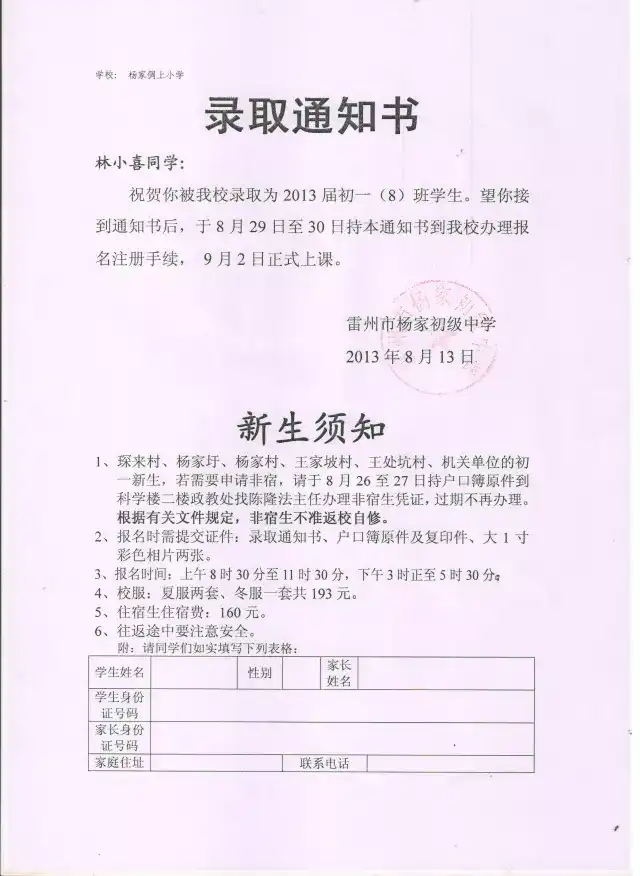 学校： 杨家侗上小学
录取通知书
林小喜同学：
祝贺你被我校录取为 2013 届初一（8）班学生。望你接
到通知书后，于 8 月 29 日至 30 日持本通知书到我校办理报
名注册手续， 9 月 2 日正式上课。
雷州市杨家初级中学
2013 年 8 月 13 日
新生须知
1、琛来村、杨家圩、杨家村、王家坡村、王处坑村、机关单位的初
一新生，若需要申请非宿，请于 8 月 26 至 27 日持户口簿原件到
科学楼二楼政教处找陈隆法主任办理非宿生凭证，过期不再办理。
根据有关文件规定，非宿生不准返校自修。
2、报名时需提交证件：录取通知书、户口簿原件及复印件、大 1 寸
彩色相片两张。
3、报名时间：上午 8 时 30 分至 11 时 30 分，下午 3 时正至 5 时 30 分。
4、校服：夏服两套、冬服一套共 193 元。
5、住宿生住宿费：160 元。
6、往返途中要注意安全。
附：请同学们如实填写下列表格：
学生姓名 性别 家长
姓名
学生身份
证号码
家长身份
证号码
家庭住址 联系电话